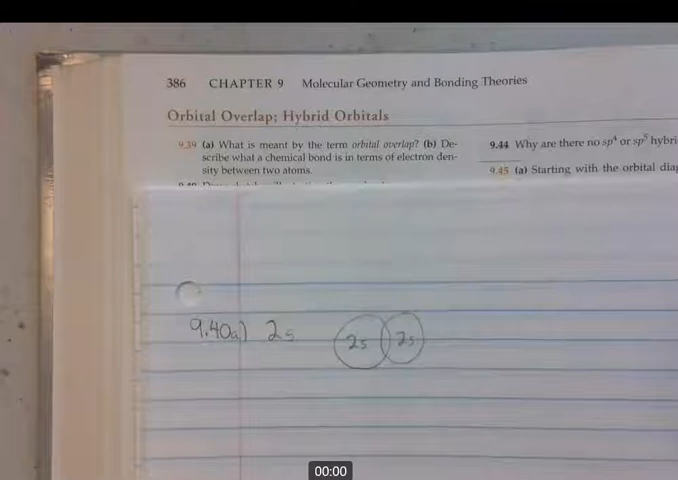 386 CHAPTER 9 Molecular Geometry and Bonding Theories
Orbital Overlap; Hybrid Orbitals
9.39 (a) What is meant by the term orbital overlap? (b) De-
scribe what a chemical bond is in terms of electron den-
sity between two atoms.
9.44 Why are there no sp⁴ or sp⁵ hybri
9.45 (a) Starting with the orbital dia
9.40a) 2s 2s 2s
00:00